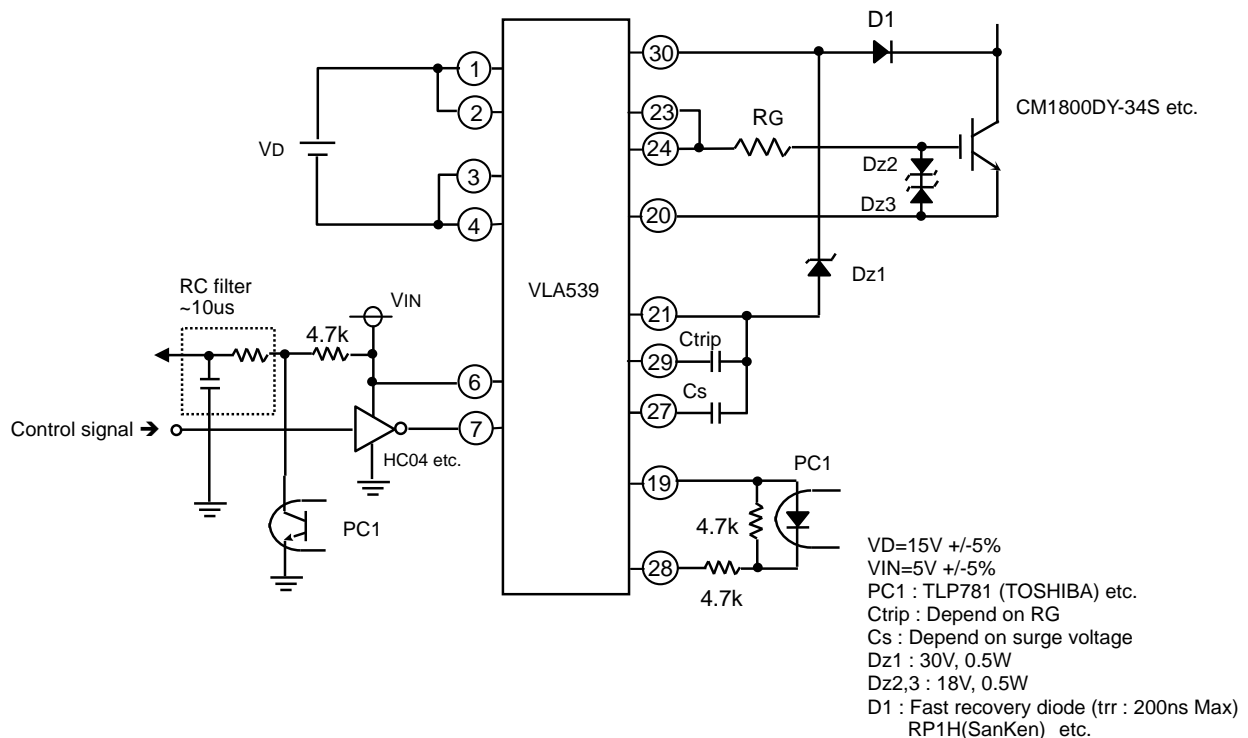 D1
30
1
CM1800DY-34S etc.
23
2
RG
VD
24
Dz2
3
Dz3
20
4
Dz1
RC filter
~10us
VLA539
VIN
21
4.7k
Ctrip
29
6
Cs
27
Control signal ➔
7
HC04 etc.
19
PC1
PC1
4.7k
28
4.7k
VD=15V +/-5%
VIN=5V +/-5%
PC1 : TLP781 (TOSHIBA) etc.
Ctrip : Depend on RG
Cs : Depend on surge voltage
Dz1 : 30V, 0.5W
Dz2,3 : 18V, 0.5W
D1 : Fast recovery diode (trr : 200ns Max)
RP1H(SanKen) etc.